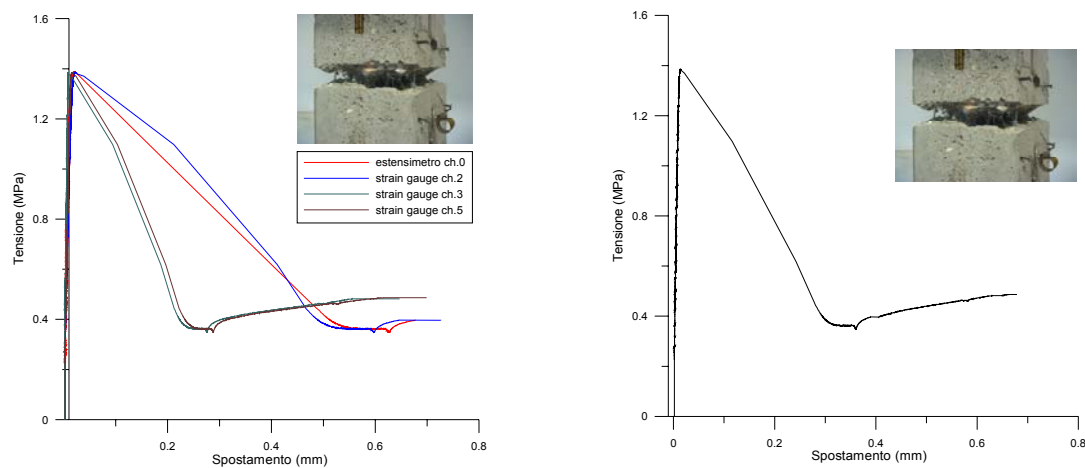 1.6
1.2
0.8
0.4
0
Tensione (MPa)
estensimetro ch.0
strain gauge ch.2
strain gauge ch.3
strain gauge ch.5
0.2
0.4
0.6
0.8
Spostamento (mm)
1.6
1.2
0.8
0.4
0
Tensione (MPa)
0
0.2
0.4
0.6
0.8
Spostamento (mm)